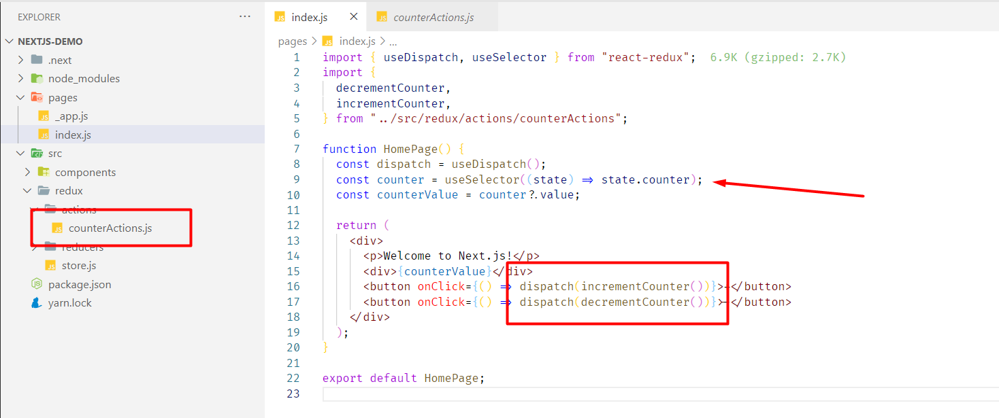 EXPLORER
...
NEXTJS-DEMO
.next
node_modules
pages
_app.js
index.js
src
components
redux
actions
counterActions.js
reducers
store.js
package.json
yarn.lock
index.js
counterActions.js
pages > index.js > ...
1 import { useDispatch, useSelector } from "react-redux"; 6.9K (gzipped: 2.7K)
2 import {
3 decrementCounter,
4 incrementCounter,
5 } from "../src/redux/actions/counterActions";
6
7 function HomePage() {
8 const dispatch = useDispatch();
9 const counter = useSelector((state) => state.counter);
10 const counterValue = counter?.value;
11
12 return (
13 <div>
14 <p>Welcome to Next.js!</p>
15 <div>{counterValue}</div>
16 <button onClick={() => dispatch(incrementCounter())}>+</button>
17 <button onClick={() => dispatch(decrementCounter())}>-</button>
18 </div>
19 );
20 }
21
22 export default HomePage;
23